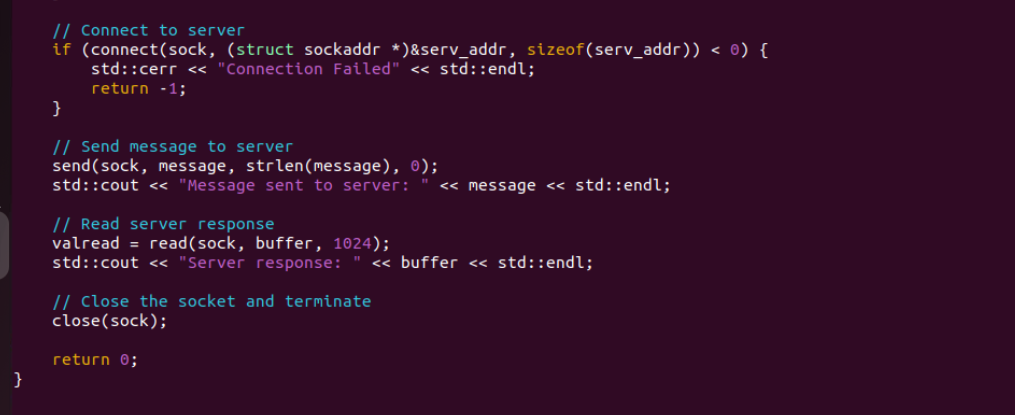 // Connect to server
if (connect(sock, (struct sockaddr *)&serv_addr, sizeof(serv_addr)) < 0) {
std::cerr << "Connection Failed" << std::endl;
return -1;
}
// Send message to server
send(sock, message, strlen(message), 0);
std::cout << "Message sent to server: " << message << std::endl;
// Read server response
valread = read(sock, buffer, 1024);
std::cout << "Server response: " << buffer << std::endl;
// Close the socket and terminate
close(sock);
return 0;
}